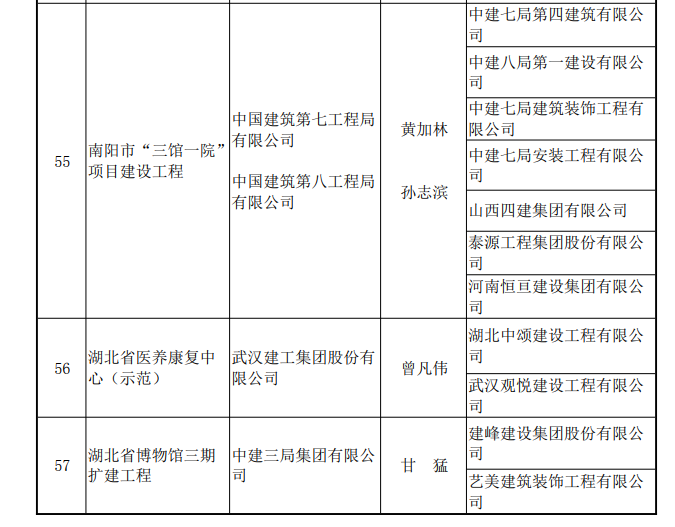 55
南阳市“三馆一院”
项目建设工程
中国建筑第七工程局
有限公司
中国建筑第八工程局
有限公司
黄加林
孙志滨
中建七局第四建筑有限公
司
中建八局第一建设有限公
司
中建七局建筑装饰工程有
限公司
中建七局安装工程有限公
司
山西四建集团有限公司
泰源工程集团股份有限公
司
河南恒亘建设集团有限公
司
56
湖北省医养康复中
心（示范）
武汉建工集团股份有
限公司
曾凡伟
湖北中颂建设工程有限公
司
武汉观悦建设工程有限公
司
57
湖北省博物馆三期
扩建工程
中建三局集团有限公
司
甘　猛
建峰建设集团股份有限公
司
艺美建筑装饰工程有限公
司